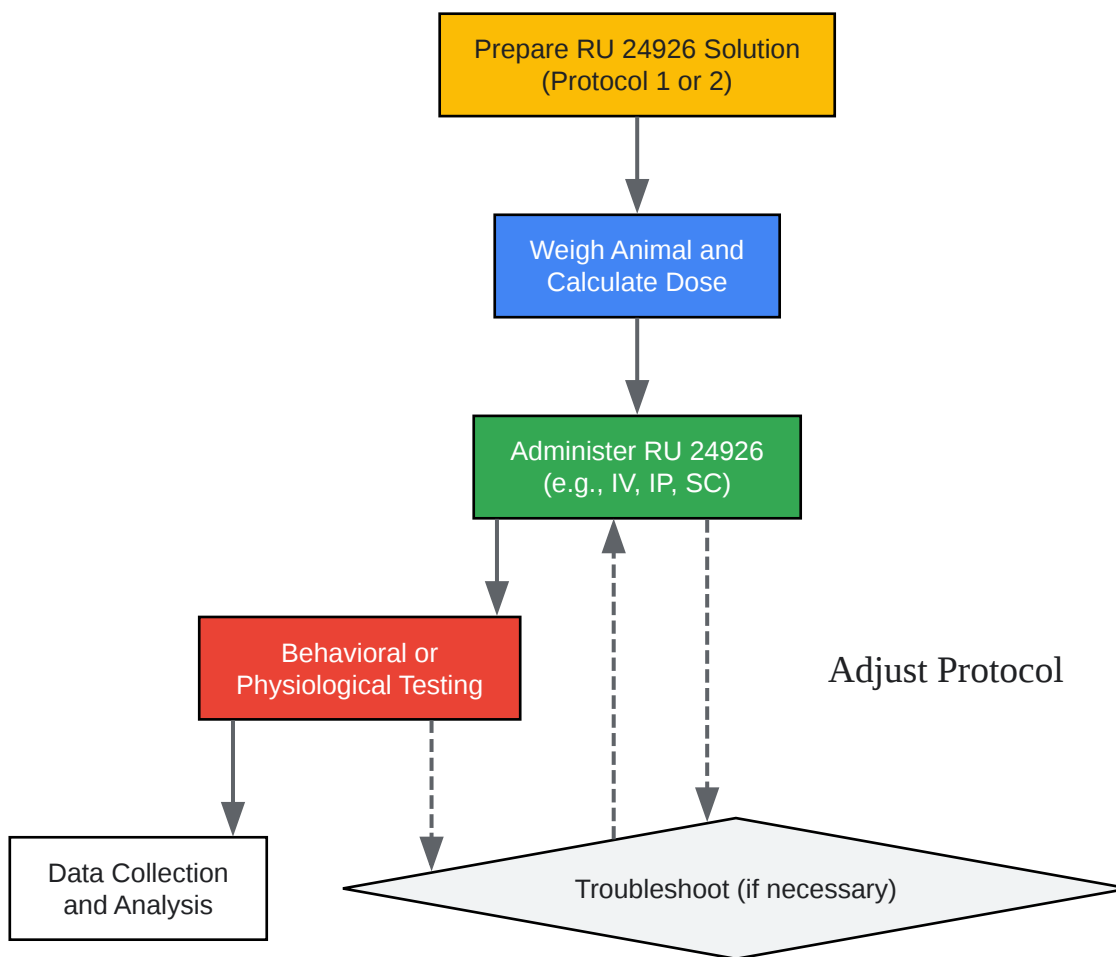 Prepare RU 24926 Solution
(Protocol 1 or 2)
Weigh Animal and
Calculate Dose
Administer RU 24926
(e.g., IV, IP, SC)
Behavioral or
Physiological Testing
Adjust Protocol
Data Collection
and Analysis
Troubleshoot (if necessary)